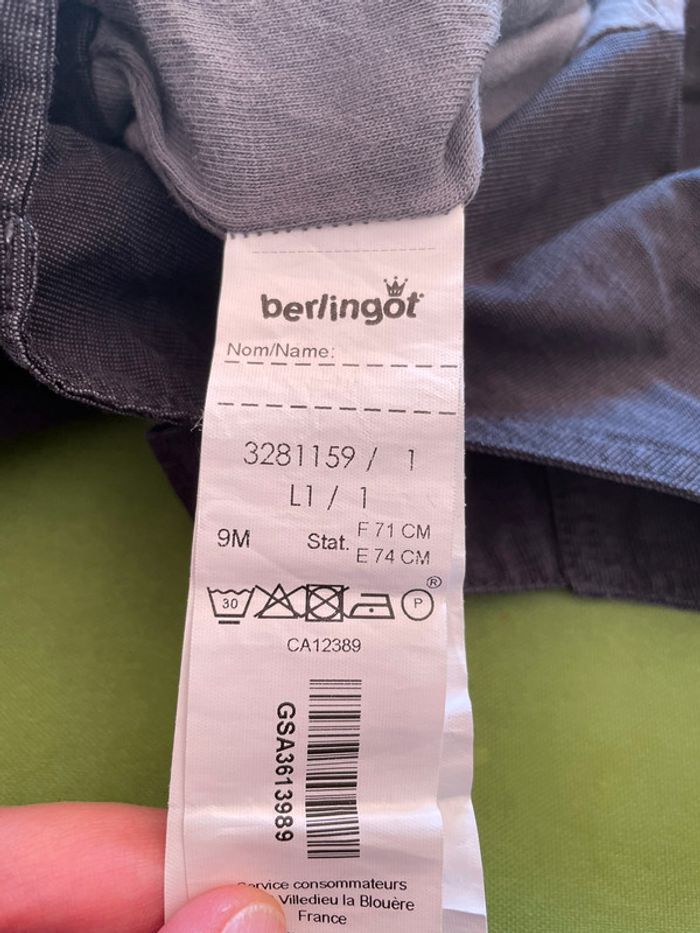 berlingot
Nom/Name:
3281159 / 1
L1 / 1
9M Stat. F 71 CM
E 74 CM
30 P ®
CA12389
GSA3613989
consommateurs
Villedieu la Blouère
France